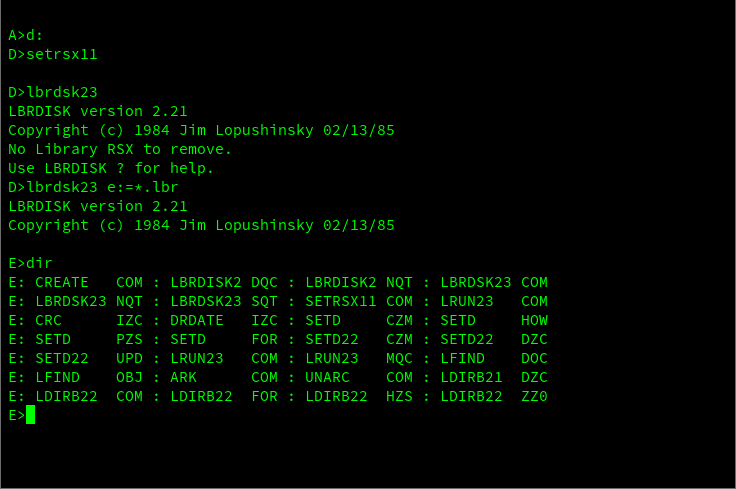 A>d:
D>setrsx11
D>lbrdsk23
LBRDISK version 2.21
Copyright (c) 1984 Jim Lopushinsky 02/13/85
No Library RSX to remove.
Use LBRDISK ? for help.
D>lbrdsk23 e:=*.lbr
LBRDISK version 2.21
Copyright (c) 1984 Jim Lopushinsky 02/13/85
E>dir
E: CREATE   COM : LBRDISK2 DQC : LBRDISK2 NQT : LBRDSK23 COM
E: LBRDSK23 NQT : LBRDSK23 SQT : SETRSX11 COM : LRUN23   COM
E: CRC      IZC : DRDATE   IZC : SETD     CZM : SETD     HOW
E: SETD     PZS : SETD     FOR : SETD22   CZM : SETD22   DZC
E: SETD22   UPD : LRUN23   COM : LRUN23   MQC : LFIND    DOC
E: LFIND    OBJ : ARK      COM : UNARC    COM : LDIRB21  DZC
E: LDIRB22  COM : LDIRB22  FOR : LDIRB22  HZS : LDIRB22  ZZ0
E>